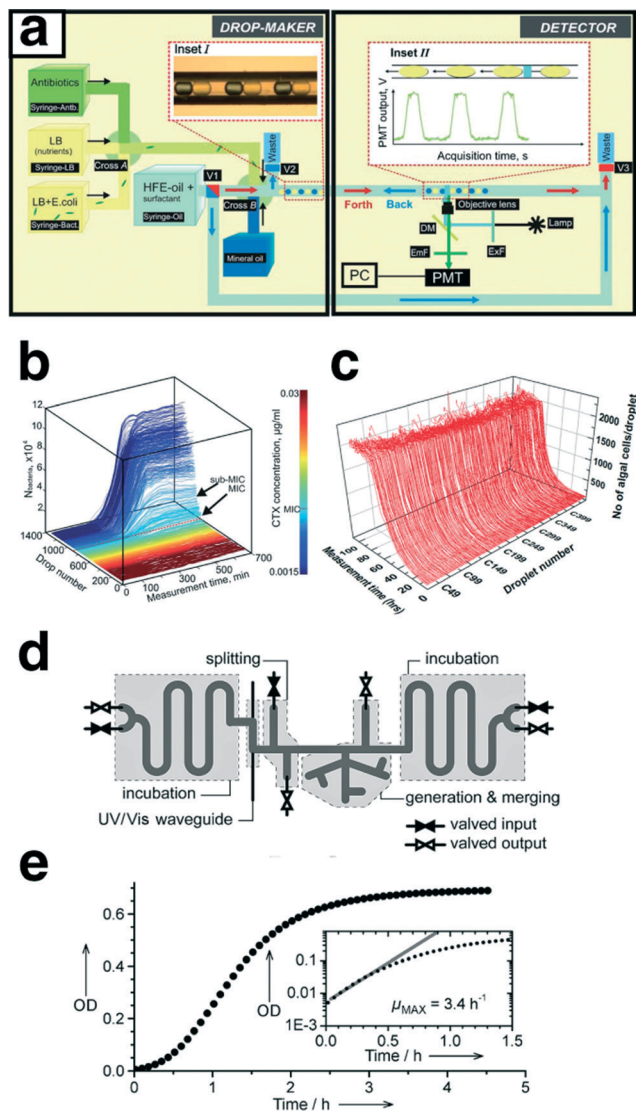 a
DROP-MAKER
DETECTOR
Inset I
Inset II
PMT output, V
Acquisition time, s
Antibiotics
Syringe-Antb.
LB
(nutrients)
Syringe-LB
Cross A
LB+E.coli
Syringe-Bact.
HFE-oil +
surfactant
Syringe-Oil
V1
Cross B
Mineral oil
Waste
V2
Forth
Back
Waste
V3
Objective lens
DM
Lamp
EmF
ExF
PC
PMT
b
Nbacteria, x10⁴
12
10
8
6
4
2
1400
1000
600
200
0
Drop number
0
100
300
500
700
Measurement time, min
sub-MIC
MIC
0.03
MIC
0.0015
CTX concentration, µg/ml
c
2000
1500
1000
500
No of algal cells/droplet
C399
C349
C299
C249
C199
C149
C99
C49
Droplet number
80
60
40
20
0
Measurement time (hrs)
d
splitting
incubation
incubation
UV/Vis waveguide
generation & merging
valved input
valved output
e
0.6
0.4
0.2
0.0
OD
0
1
2
3
4
5
Time / h
0.1
0.01
1E-3
OD
μMAX = 3.4 h⁻¹
0.0
0.5
1.0
1.5
Time / h